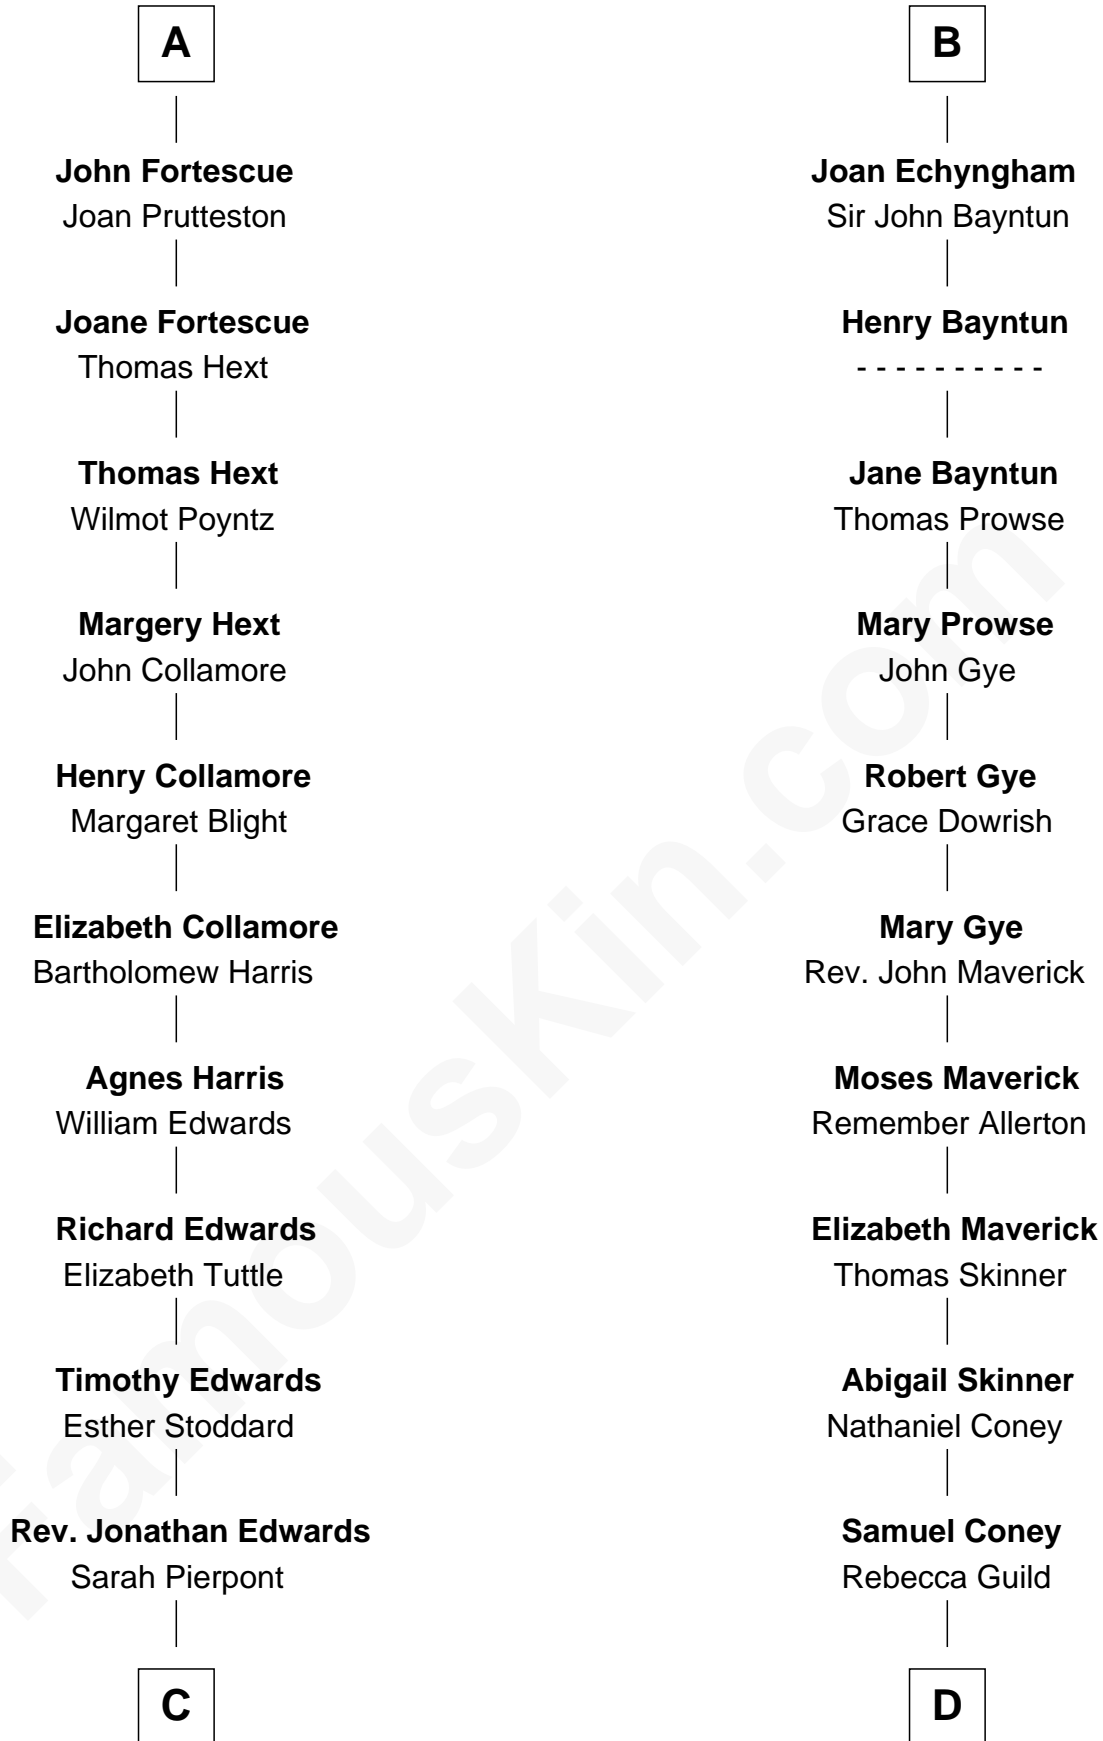 A
John Fortescue
Joan Prutteston
Joane Fortescue
Thomas Hext
Thomas Hext
Wilmot Poyntz
Margery Hext
John Collamore
Henry Collamore
Margaret Blight
Elizabeth Collamore
Bartholomew Harris
Agnes Harris
William Edwards
Richard Edwards
Elizabeth Tuttle
Timothy Edwards
Esther Stoddard
Rev. Jonathan Edwards
Sarah Pierpont
C
B
Joan Echyngham
Sir John Bayntun
Henry Bayntun
- - - - - - - - - -
Jane Bayntun
Thomas Prowse
Mary Prowse
John Gye
Robert Gye
Grace Dowrish
Mary Gye
Rev. John Maverick
Moses Maverick
Remember Allerton
Elizabeth Maverick
Thomas Skinner
Abigail Skinner
Nathaniel Coney
Samuel Coney
Rebecca Guild
D
FamousKin.com